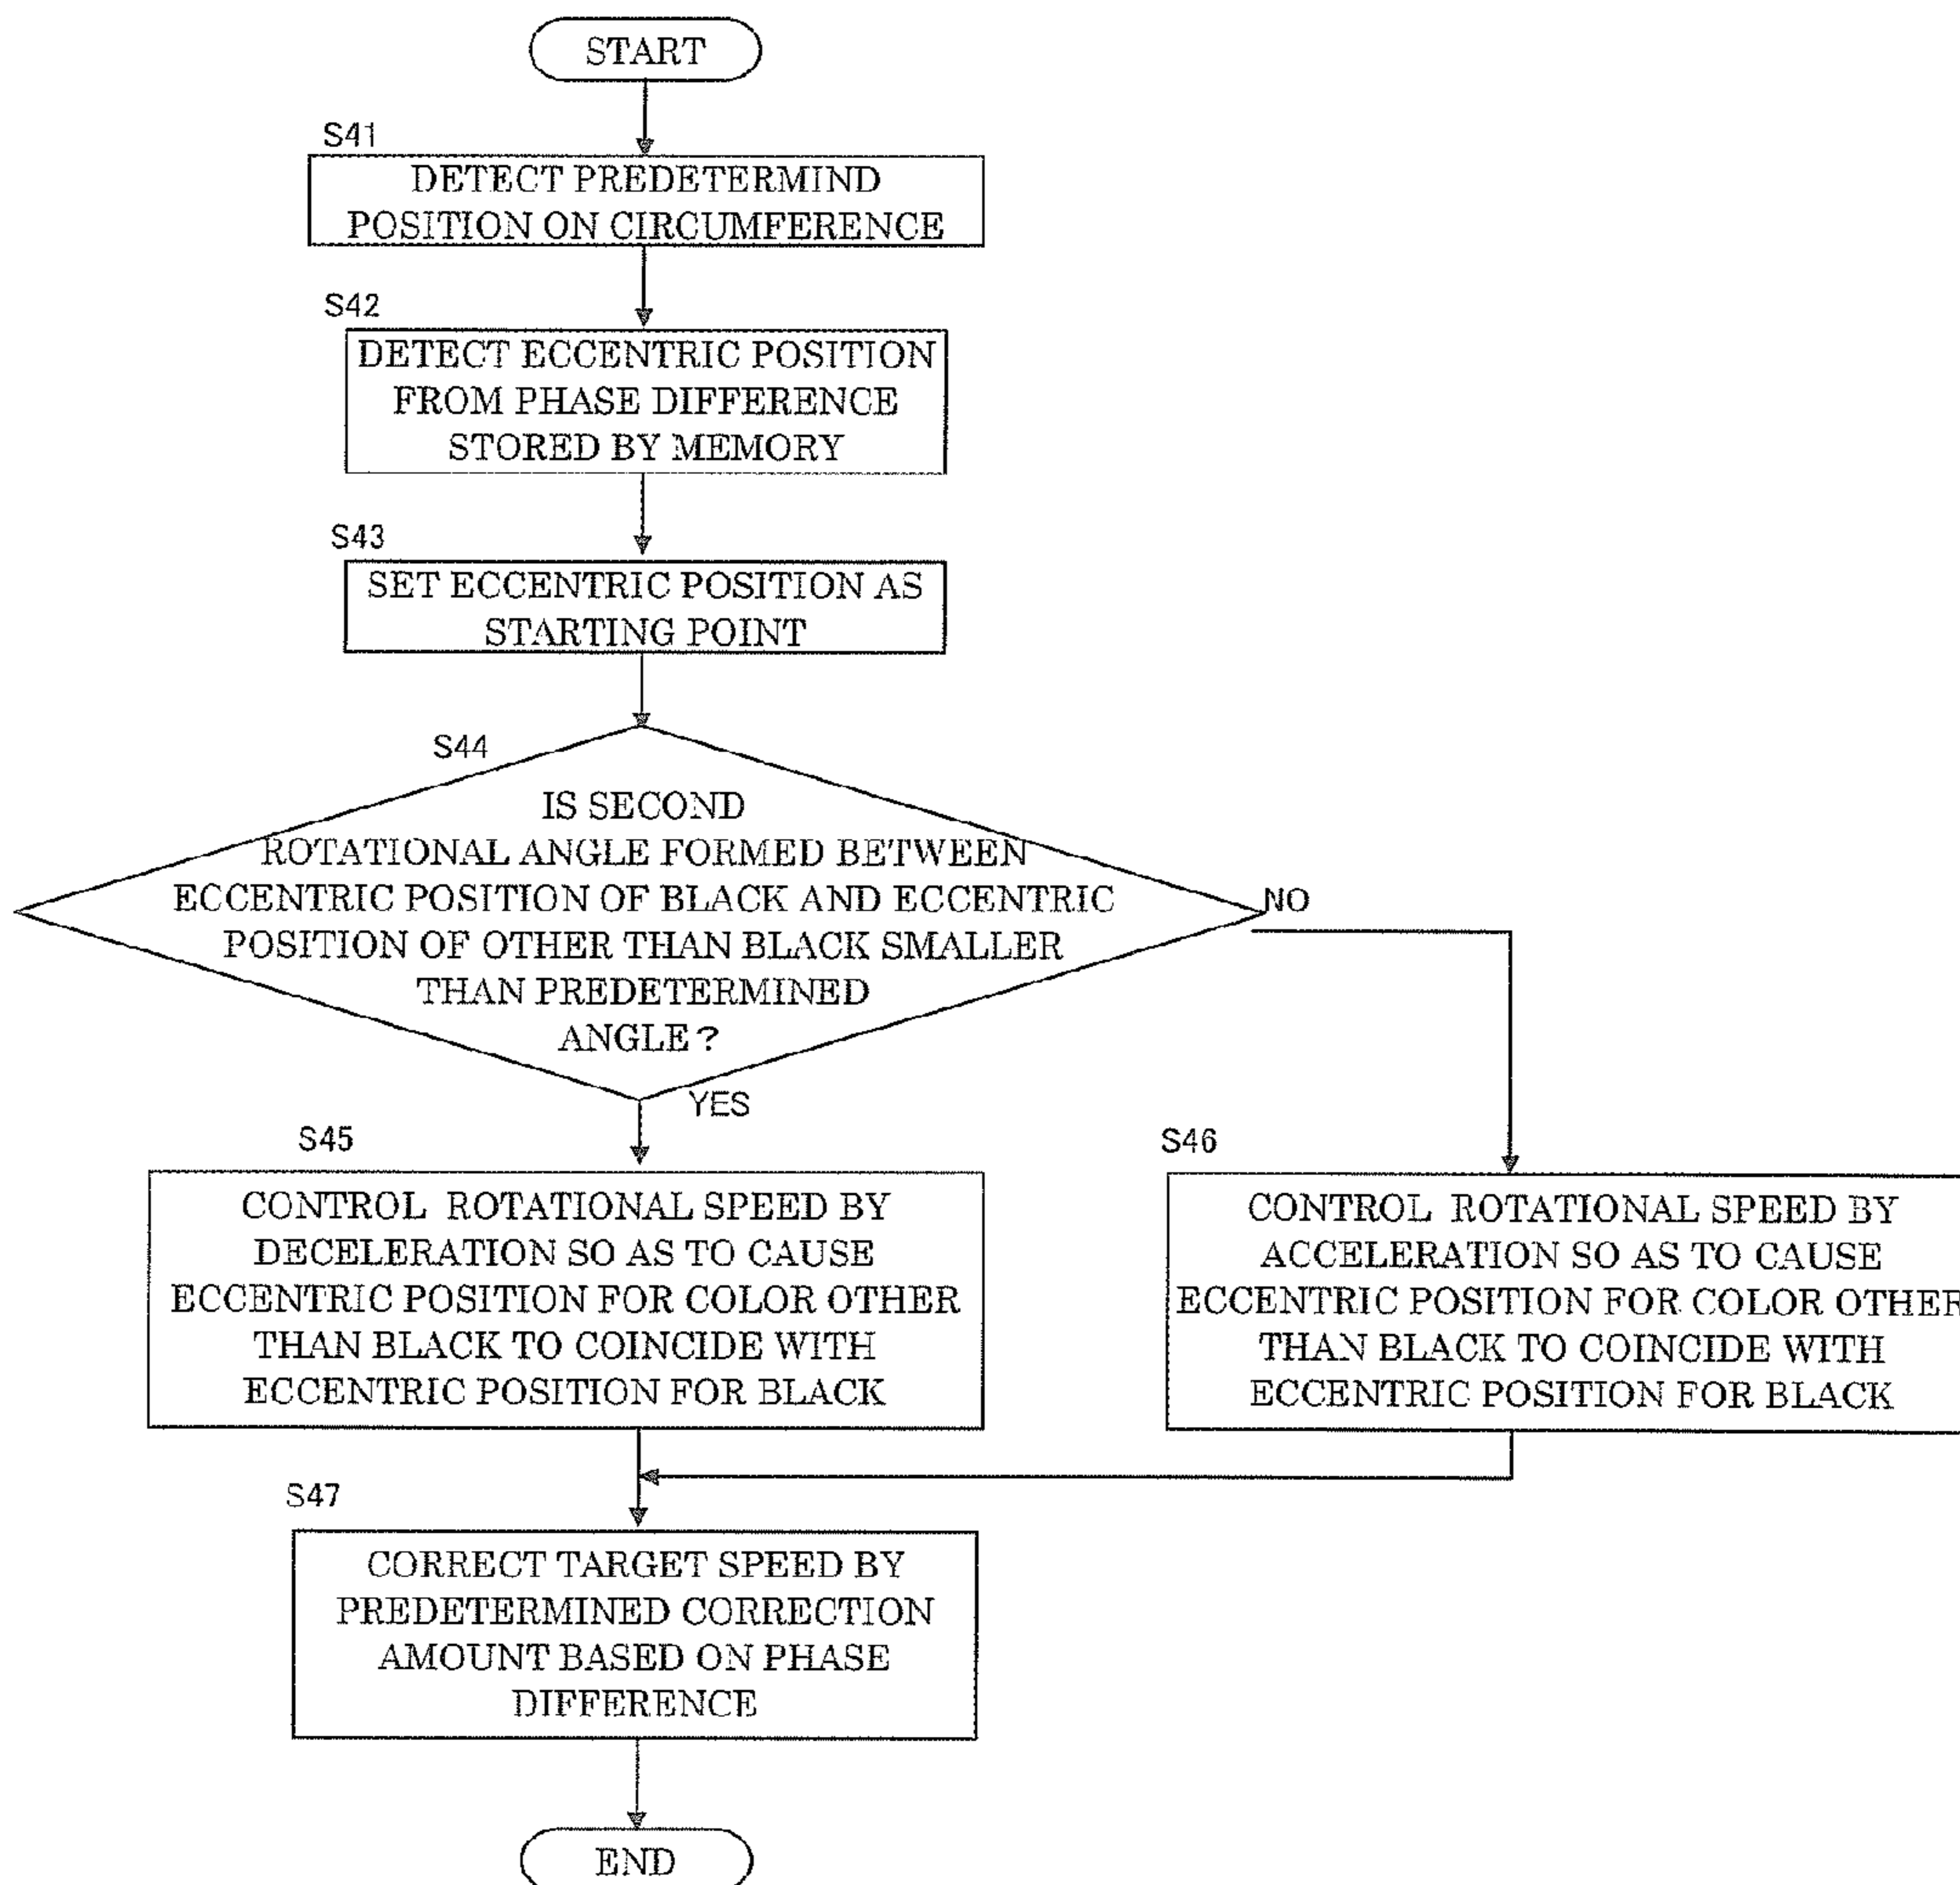 START
S41
DETECT PREDETERMIND
POSITION ON CIRCUMFERENCE
S42
DETECT ECCENTRIC POSITION
FROM PHASE DIFFERENCE
STORED BY MEMORY
S43
SET ECCENTRIC POSITION AS
STARTING POINT
S44
IS SECOND
ROTATIONAL ANGLE FORMED BETWEEN
ECCENTRIC POSITION OF BLACK AND ECCENTRIC
POSITION OF OTHER THAN BLACK SMALLER
THAN PREDETERMINED
ANGLE?
NO
YES
S45
CONTROL ROTATIONAL SPEED BY
DECELERATION SO AS TO CAUSE
ECCENTRIC POSITION FOR COLOR OTHER
THAN BLACK TO COINCIDE WITH
ECCENTRIC POSITION FOR BLACK
S46
CONTROL ROTATIONAL SPEED BY
ACCELERATION SO AS TO CAUSE
ECCENTRIC POSITION FOR COLOR OTHER
THAN BLACK TO COINCIDE WITH
ECCENTRIC POSITION FOR BLACK
S47
CORRECT TARGET SPEED BY
PREDETERMINED CORRECTION
AMOUNT BASED ON PHASE
DIFFERENCE
END